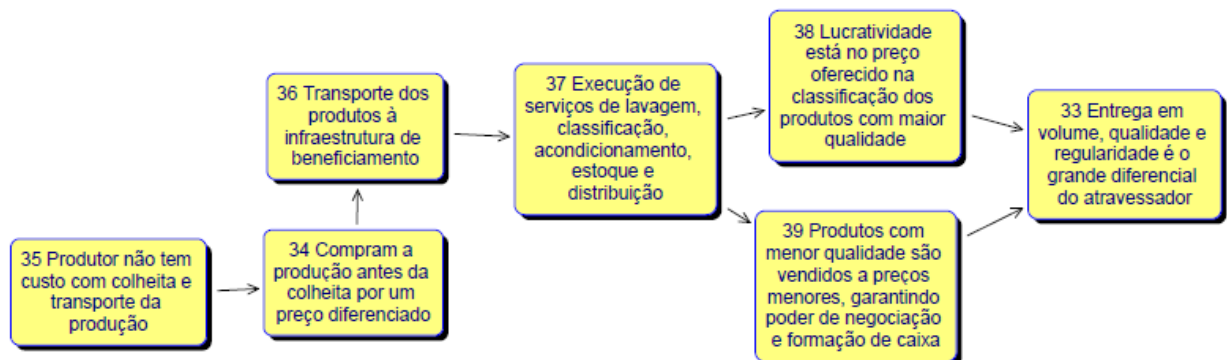 38 Lucratividade
está no preço
oferecido na
classificação dos
produtos com maior
qualidade
36 Transporte dos
produtos à
infraestrutura de
beneficiamento
37 Execução de
serviços de lavagem,
classificação,
acondicionamento,
estoque e
distribuição
33 Entrega em
volume, qualidade e
regularidade é o
grande diferencial
do atravessador
35 Produtor não tem
custo com colheita e
transporte da
produção
34 Compram a
produção antes da
colheita por um
preço diferenciado
39 Produtos com
menor qualidade são
vendidos a preços
menores, garantindo
poder de negociação
e formação de caixa